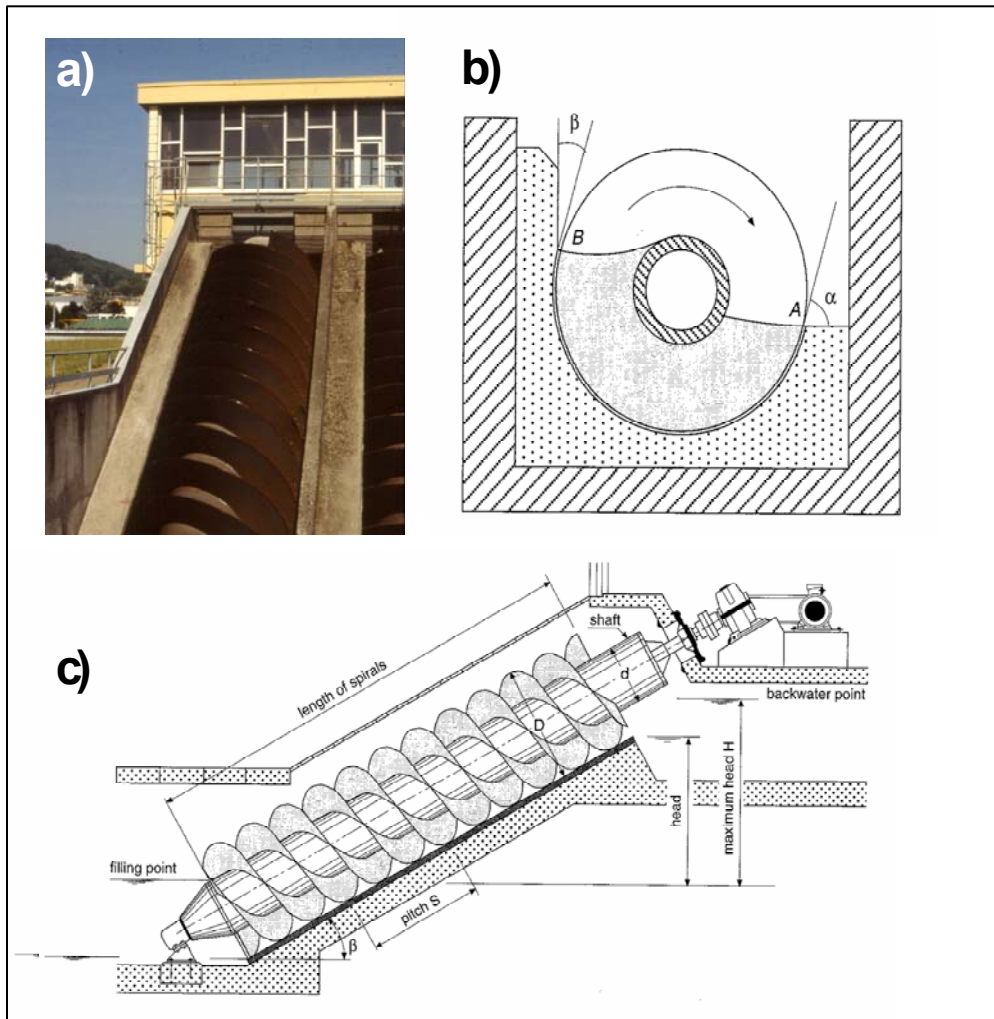 a)
b)
β
B
A
α
c)
length of spirals
shaft
d
D
backwater point
head
maximum head H
filling point
pitch S
β